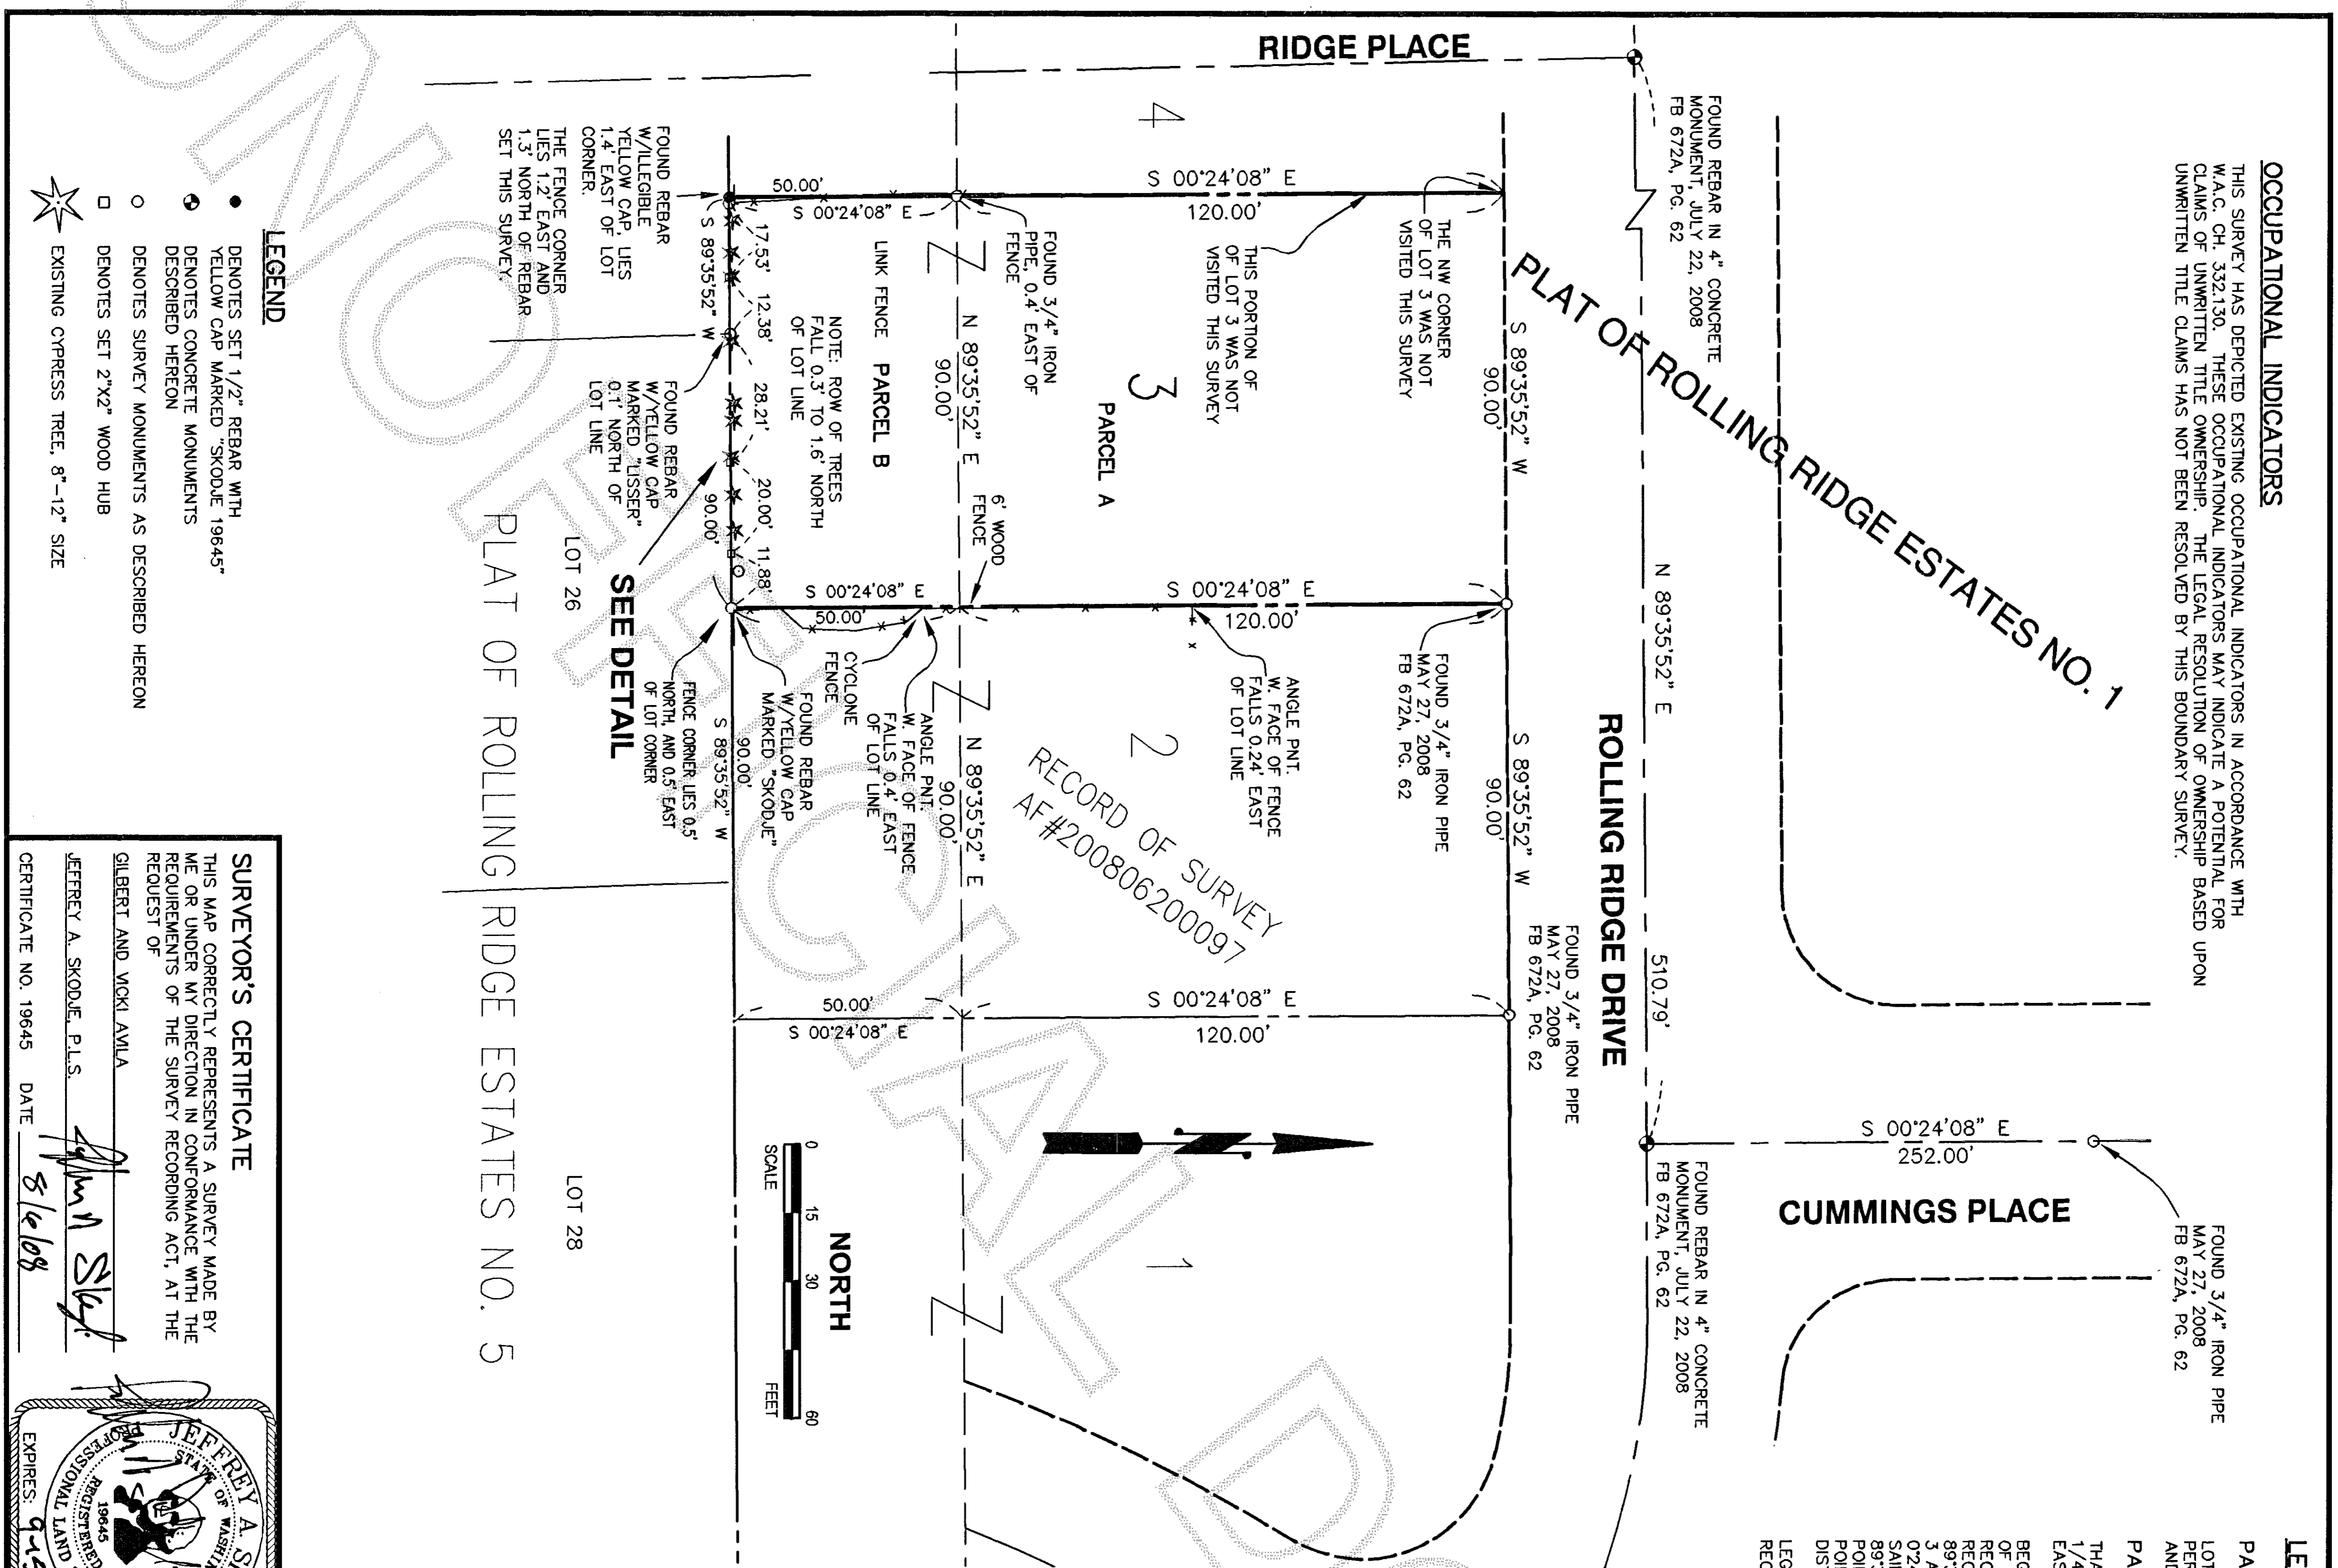 OCCUPATIONAL INDICATORS
THIS SURVEY HAS DEPICTED EXISTING OCCUPATIONAL INDICATORS IN ACCORDANCE WITH
W.A.C. CH. 332.130. THESE OCCUPATIONAL INDICATORS MAY INDICATE A POTENTIAL FOR
CLAIMS OF UNWRITTEN TITLE OWNERSHIP. THE LEGAL RESOLUTION OF OWNERSHIP BASED UPON
UNWRITTEN TITLE CLAIMS HAS NOT BEEN RESOLVED BY THIS BOUNDARY SURVEY.
PLAT OF ROLLING RIDGE ESTATES NO. 1
FOUND 3/4" IRON PIPE
MAY 27, 2008
FB 672A, PG. 62
CUMMINGS PLACE
S 00°24'08" E
252.00'
RIDGE PLACE
FOUND REBAR IN 4" CONCRETE
MONUMENT, JULY 22, 2008
FB 672A, PG. 62
N 89°35'52" E
510.79'
FOUND REBAR IN 4" CONCRETE
MONUMENT, JULY 22, 2008
FB 672A, PG. 62
ROLLING RIDGE DRIVE
FOUND 3/4" IRON PIPE
MAY 27, 2008
FB 672A, PG. 62
S 89°35'52" W
90.00'
S 89°35'52" W
90.00'
THE NW CORNER
OF LOT 3 WAS NOT
VISITED THIS SURVEY
FOUND 3/4" IRON PIPE
MAY 27, 2008
FB 672A, PG. 62
S 00°24'08" E
120.00'
THIS PORTION OF
OF LOT 3 WAS NOT
VISITED THIS SURVEY
S 00°24'08" E
120.00'
ANGLE PNT.
W. FACE OF FENCE
FALLS 0.24' EAST
OF LOT LINE
S 00°24'08" E
120.00'
4
3
2
1
PARCEL A
RECORD OF SURVEY
AF#200806200097
FOUND 3/4" IRON
PIPE, 0.4' EAST OF
FENCE
6' WOOD
FENCE
N 89°35'52" E
90.00'
N 89°35'52" E
90.00'
50.00'
S 00°24'08" E
LINK FENCE
PARCEL B
NOTE: ROW OF TREES
FALL 0.3' TO 1.6' NORTH
OF LOT LINE
S 00°24'08" E
50.00'
ANGLE PNT.
W. FACE OF FENCE
FALLS 0.4' EAST
OF LOT LINE
CYCLONE
FENCE
FOUND REBAR
W/YELLOW CAP
MARKED "SKODJE"
50.00'
S 00°24'08" E
17.53'
12.38'
28.21'
20.00'
11.88'
S 89°35'52" W
90.00'
90.00'
S 89°35'52" W
FOUND REBAR
W/ILLEGIBLE
YELLOW CAP, LIES
1.4' EAST OF LOT
CORNER.
THE FENCE CORNER
LIES 1.2' EAST AND
1.3' NORTH OF REBAR
SET THIS SURVEY.
FOUND REBAR
W/YELLOW CAP
MARKED "LISSER"
0.1' NORTH OF
LOT LINE
FENCE CORNER LIES 0.5'
NORTH, AND 0.5' EAST
OF LOT CORNER
SEE DETAIL
LOT 26
LOT 28
PLAT OF ROLLING RIDGE ESTATES NO. 5
NORTH
0 15 30 60
SCALE FEET
LEGEND
DENOTES SET 1/2" REBAR WITH
YELLOW CAP MARKED "SKODJE 19645"
DENOTES CONCRETE MONUMENTS
DESCRIBED HEREON
DENOTES SURVEY MONUMENTS AS DESCRIBED HEREON
DENOTES SET 2"X2" WOOD HUB
EXISTING CYPRESS TREE, 8"-12" SIZE
SURVEYOR'S CERTIFICATE
THIS MAP CORRECTLY REPRESENTS A SURVEY MADE BY
ME OR UNDER MY DIRECTION IN CONFORMANCE WITH THE
REQUIREMENTS OF THE SURVEY RECORDING ACT, AT THE
REQUEST OF
GILBERT AND VICKI AVILA
JEFFREY A. SKODJE, P.L.S.
CERTIFICATE NO. 19645 DATE 8/6/08
JEFFREY A. S
STATE OF WASHIN
19645
REGISTERED
PROFESSIONAL LAND
EXPIRES:
UNOFFICIAL D